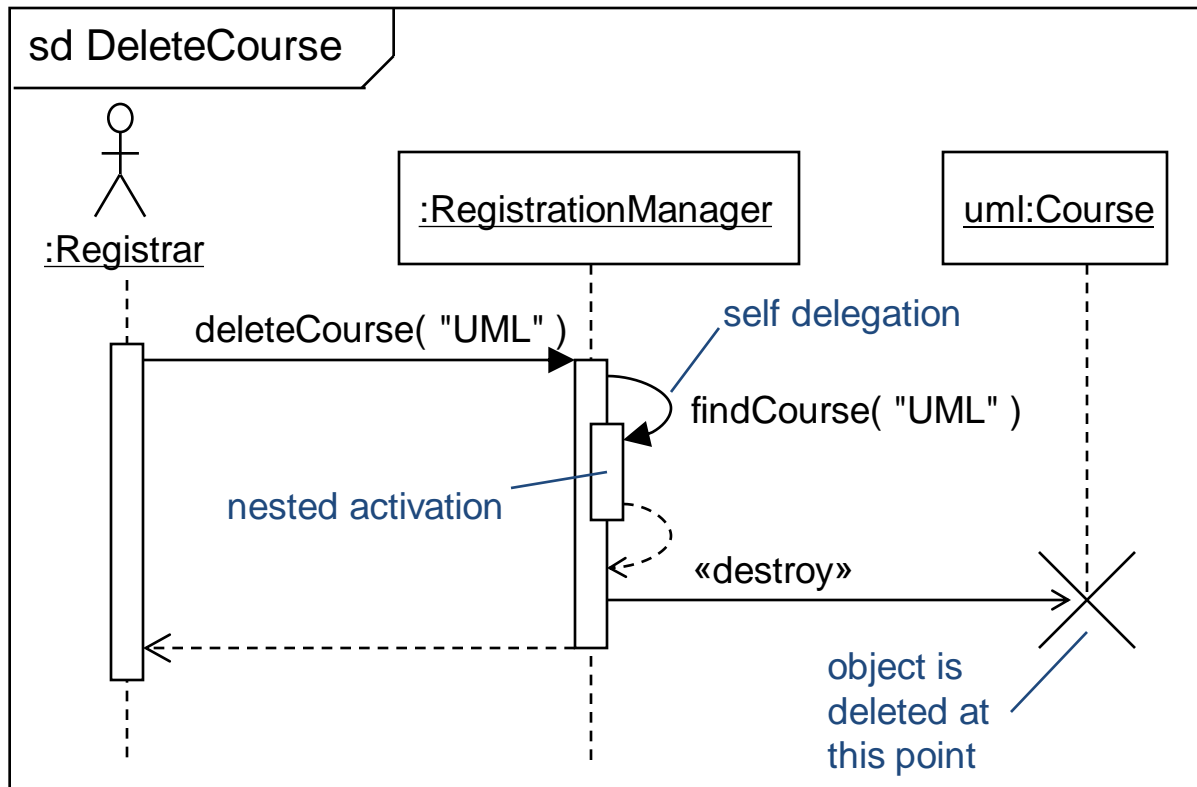 sd DeleteCourse
:Registrar
:RegistrationManager
uml:Course
deleteCourse( "UML" )
self delegation
findCourse( "UML" )
nested activation
«destroy»
object is
deleted at
this point